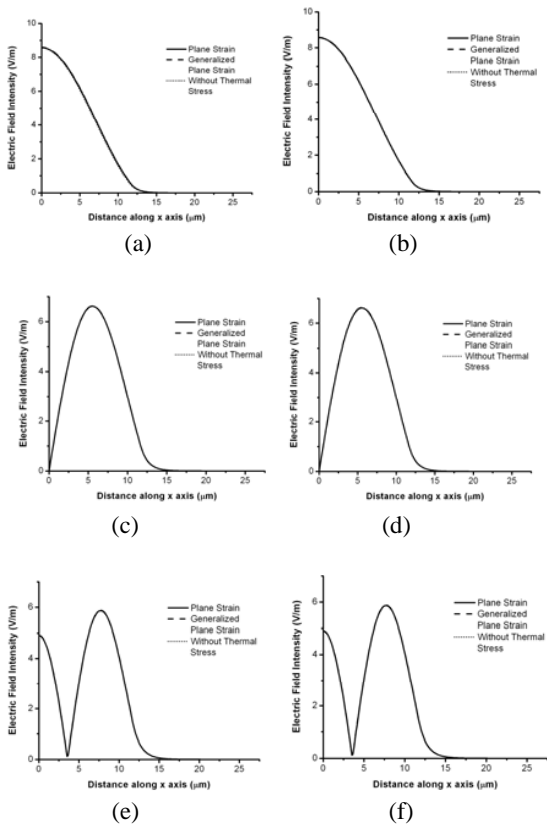 10
8
6
4
2
0
0 5 10 15 20 25
Electric Field Intensity (V/m)
Distance along x axis (μm)
Plane Strain
Generalized
Plane Strain
Without Thermal
Stress
(a)
10
8
6
4
2
0
0 5 10 15 20 25
Electric Field Intensity (V/m)
Distance along x axis (μm)
Plane Strain
Generalized
Plane Strain
Without Thermal
Stress
(b)
6
4
2
0
0 5 10 15 20 25
Electric Field Intensity (V/m)
Distance along x axis (μm)
Plane Strain
Generalized
Plane Strain
Without Thermal
Stress
(c)
6
4
2
0
0 5 10 15 20 25
Electric Field Intensity (V/m)
Distance along x axis (μm)
Plane Strain
Generalized
Plane Strain
Without Thermal
Stress
(d)
6
4
2
0
0 5 10 15 20 25
Electric Field Intensity (V/m)
Distance along x axis (μm)
Plane Strain
Generalized
Plane Strain
Without Thermal
Stress
(e)
6
4
2
0
0 5 10 15 20 25
Electric Field Intensity (V/m)
Distance along x axis (μm)
Plane Strain
Generalized
Plane Strain
Without Thermal
Stress
(f)